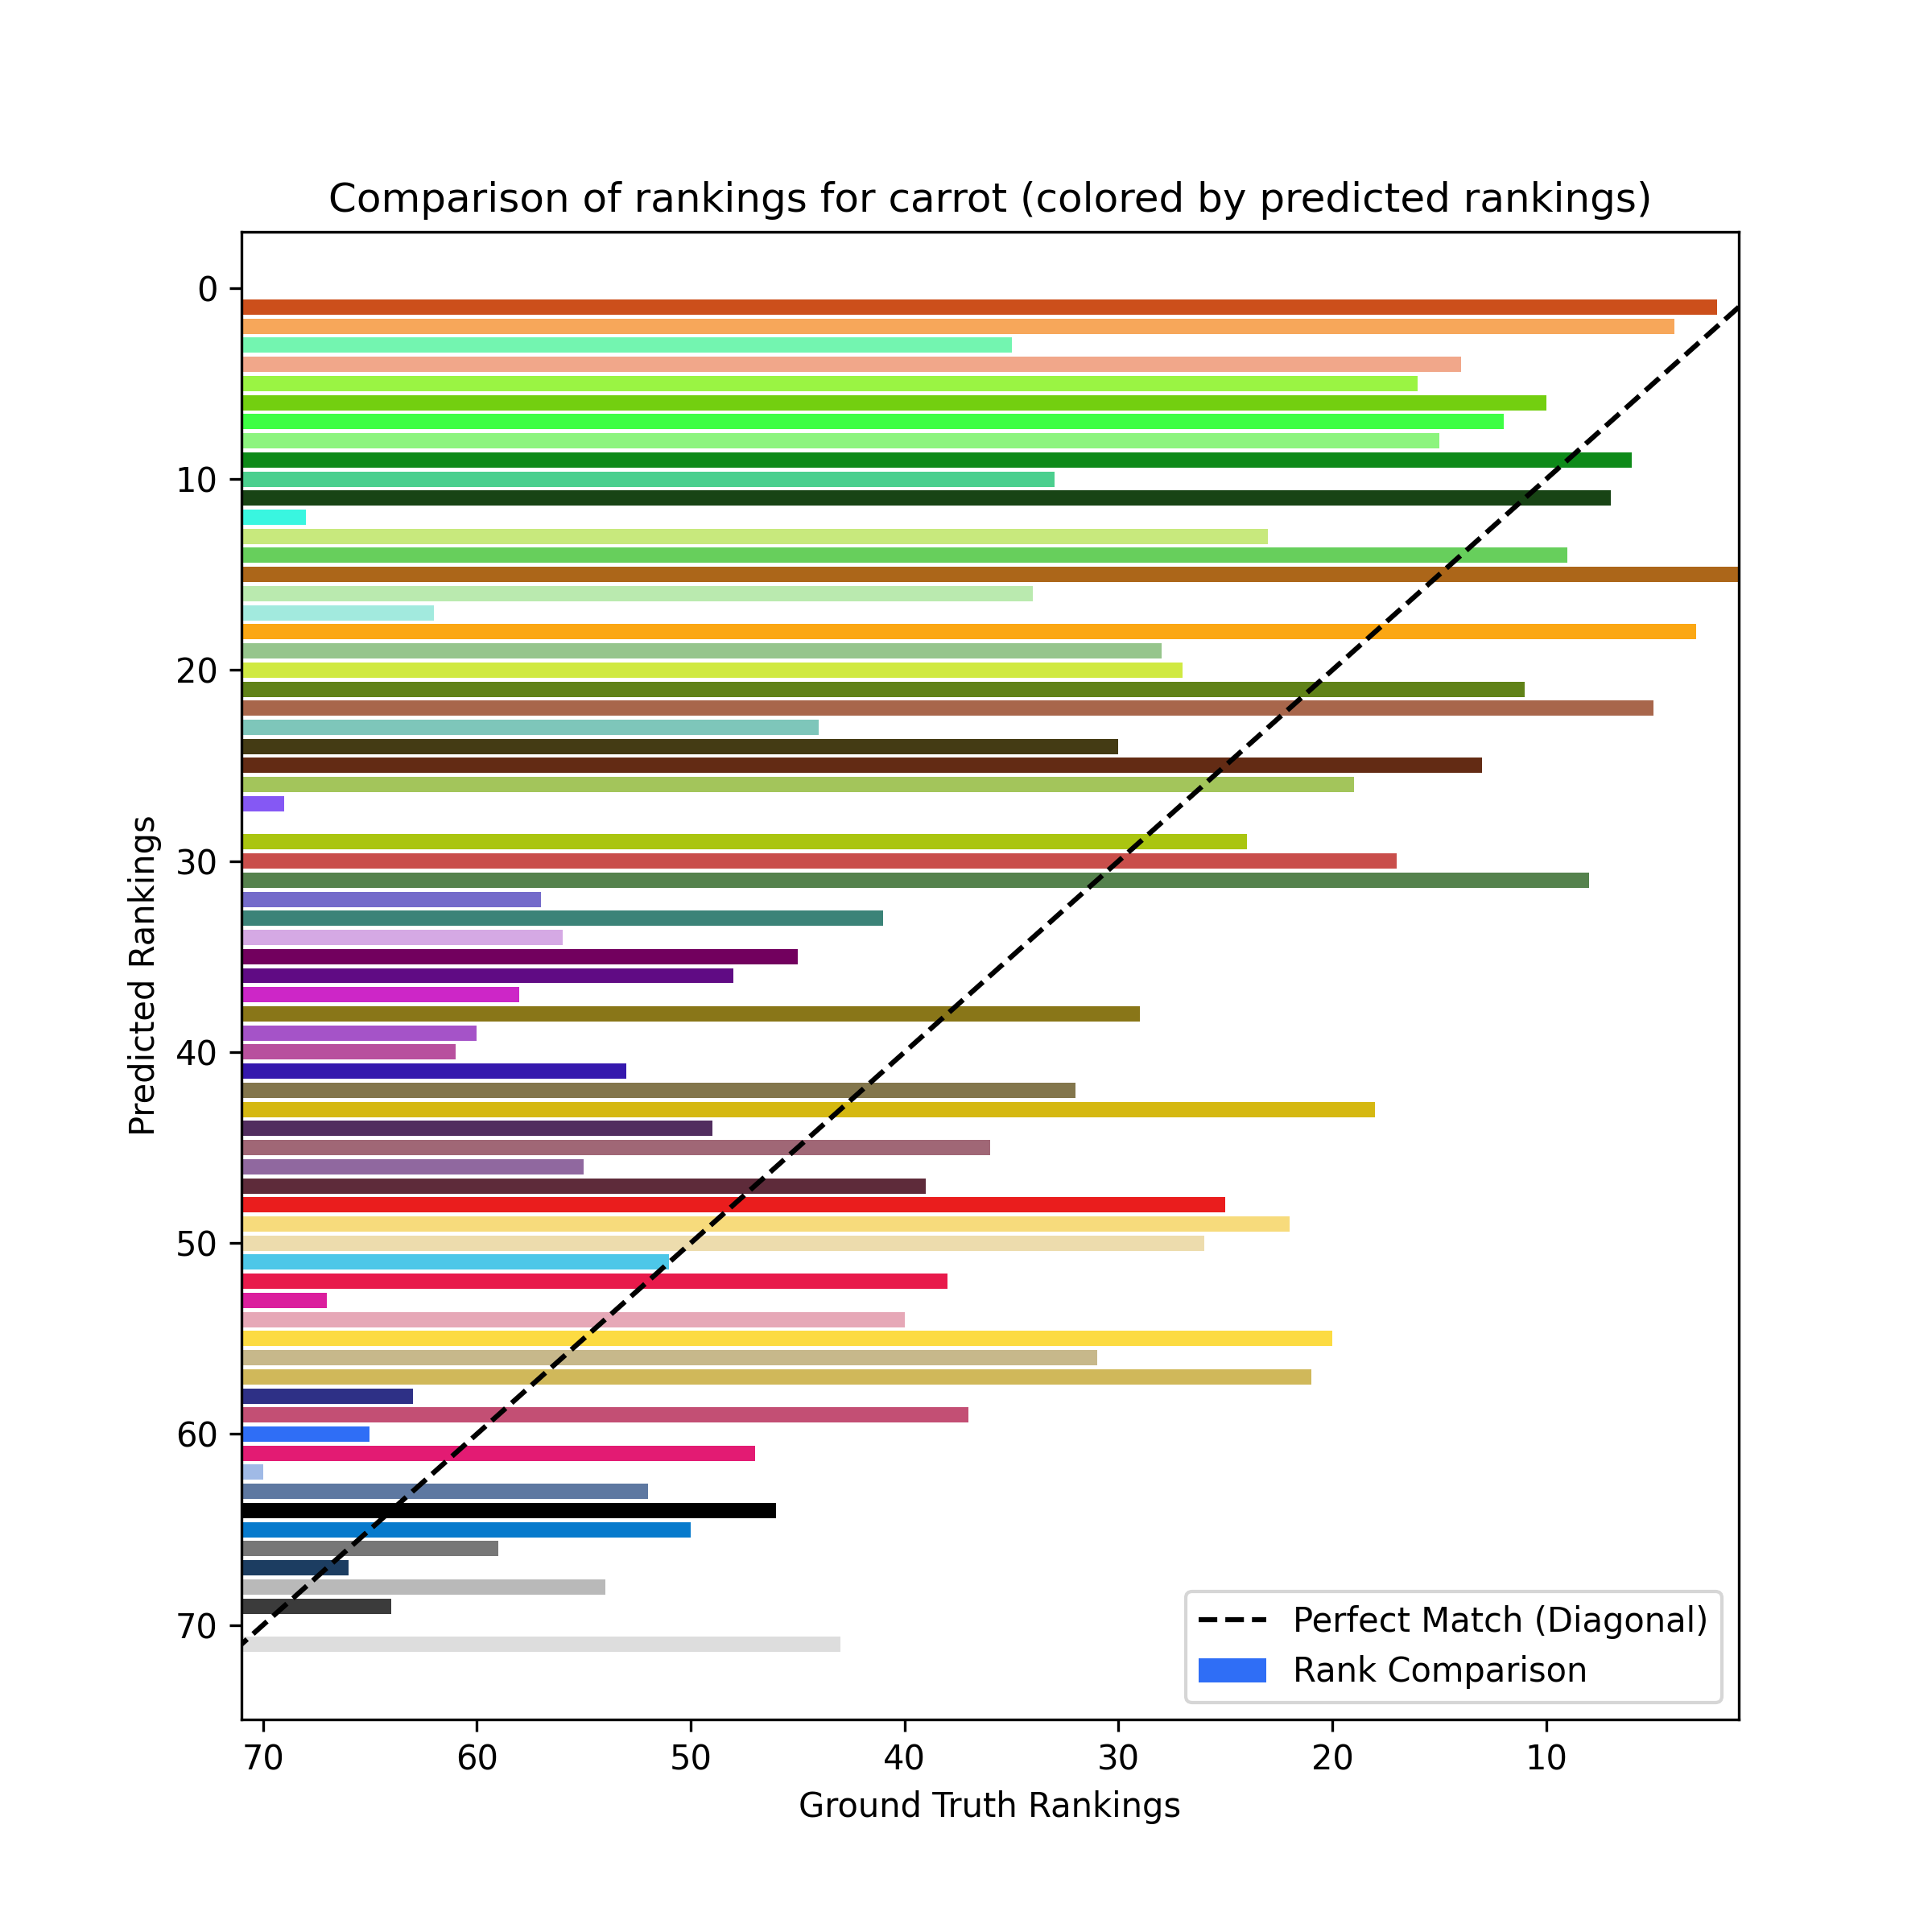 Comparison of rankings for carrot (colored by predicted rankings)
0
10
20
30
40
50
60
70
Predicted Rankings
70 60 50 40 30 20 10
Ground Truth Rankings
Perfect Match (Diagonal)
Rank Comparison